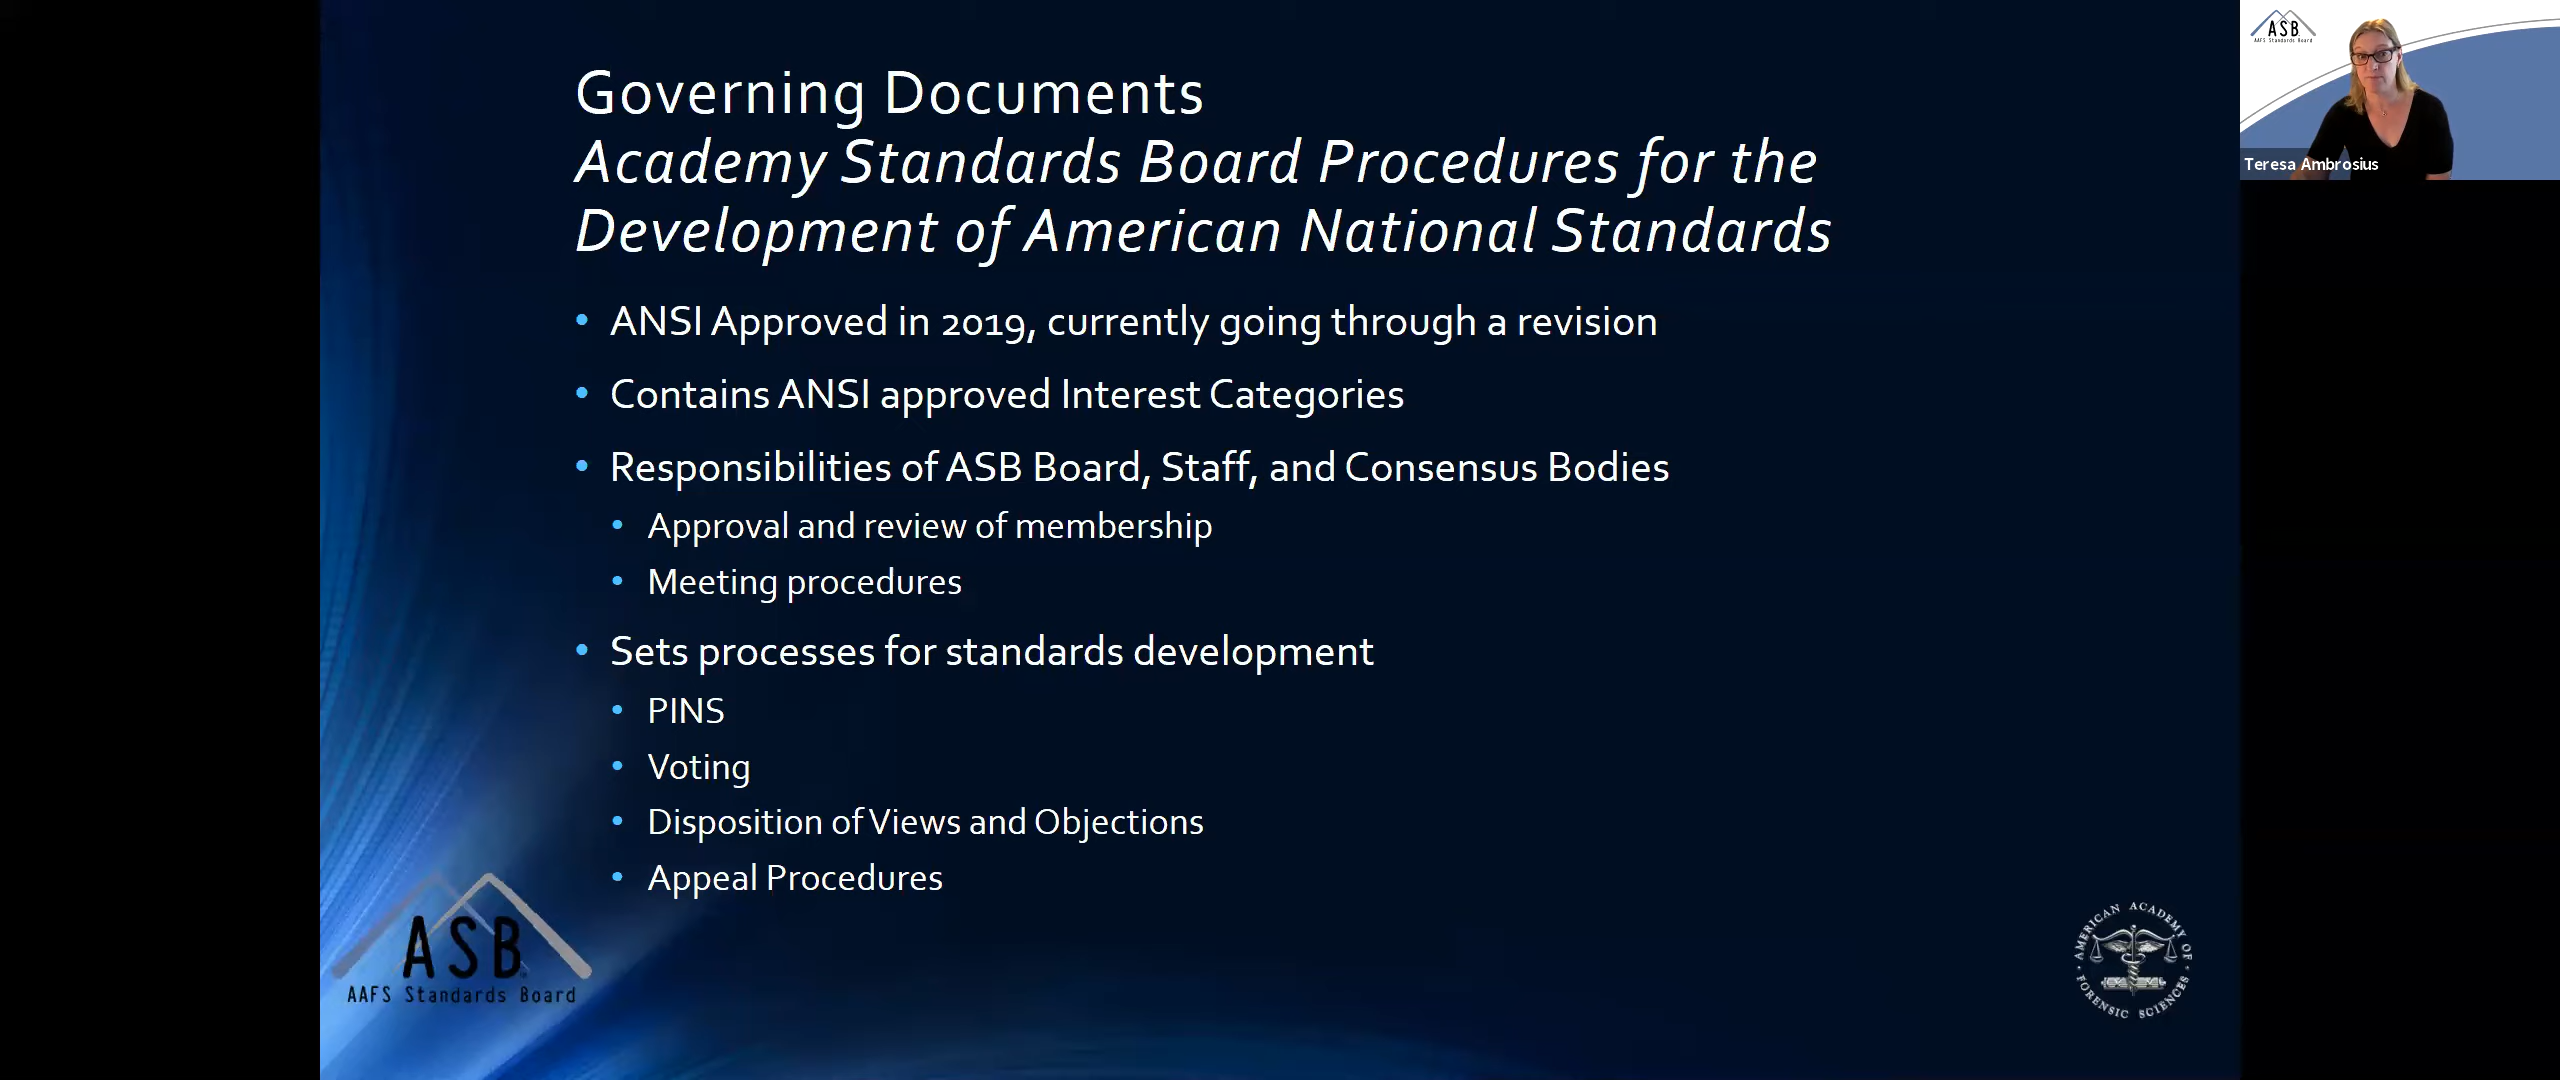 Governing Documents
Academy Standards Board Procedures for the
Development of American National Standards
• ANSI Approved in 2019, currently going through a revision
• Contains ANSI approved Interest Categories
• Responsibilities of ASB Board, Staff, and Consensus Bodies
• Approval and review of membership
• Meeting procedures
• Sets processes for standards development
• PINS
• Voting
• Disposition of Views and Objections
• Appeal Procedures
ASB
AAFS Standards Board
AMERICAN ACADEMY OF
FORENSIC SCIENCES
ASB
AAFS Standards Board
Teresa Ambrosius